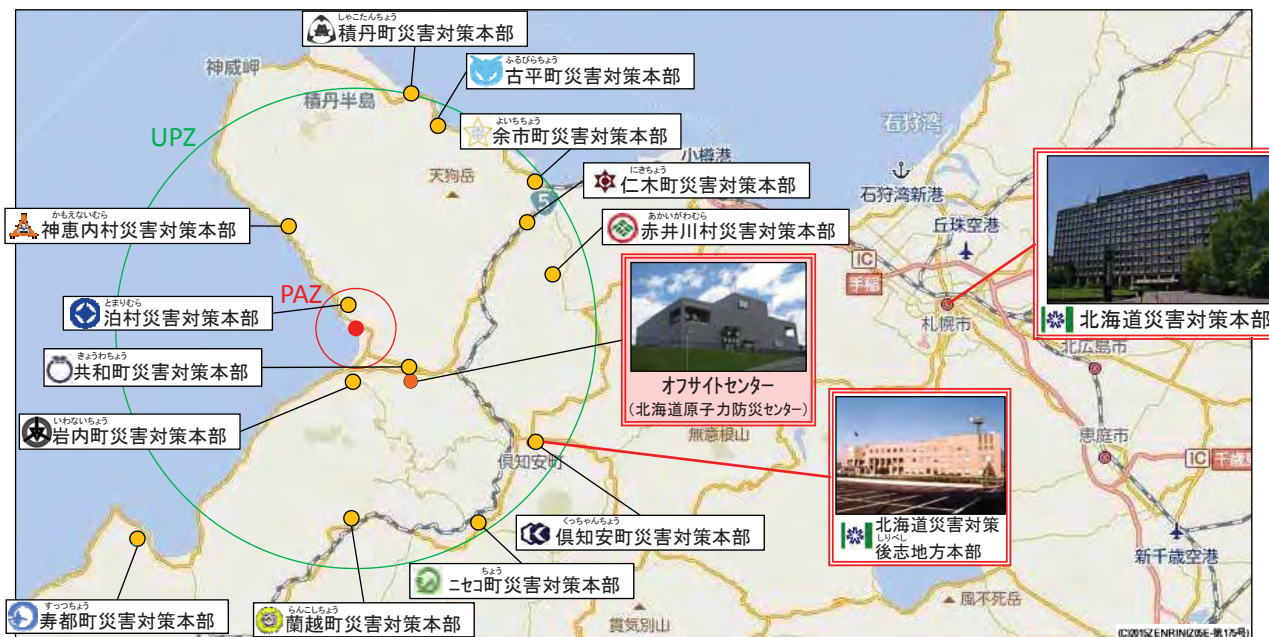 しゃこたんちょう
積丹町災害対策本部
神威岬
積丹半島
ふるびらちょう
古平町災害対策本部
UPZ
よいちちょう
余市町災害対策本部
石狩湾
小樽港
天狗岳
にきちょう
仁木町災害対策本部
5
石狩湾新港
丘珠空港
かもえないむら
神恵内村災害対策本部
あかいがわむら
赤井川村災害対策本部
IC
手稲
札幌市
北海道災害対策本部
北広島市
PAZ
とまりむら
泊村災害対策本部
きょうわちょう
共和町災害対策本部
オフサイトセンター
(北海道原子力防災センター)
いわないちょう
岩内町災害対策本部
無意根山
恵庭市
IC
倶知安町
くっちゃんちょう
倶知安町災害対策本部
北海道災害対策
しりべし
後志地方本部
新千歳空港
ちょう
ニセコ町災害対策本部
すっつちょう
寿都町災害対策本部
らんこしちょう
蘭越町災害対策本部
貫気別山
風不死岳